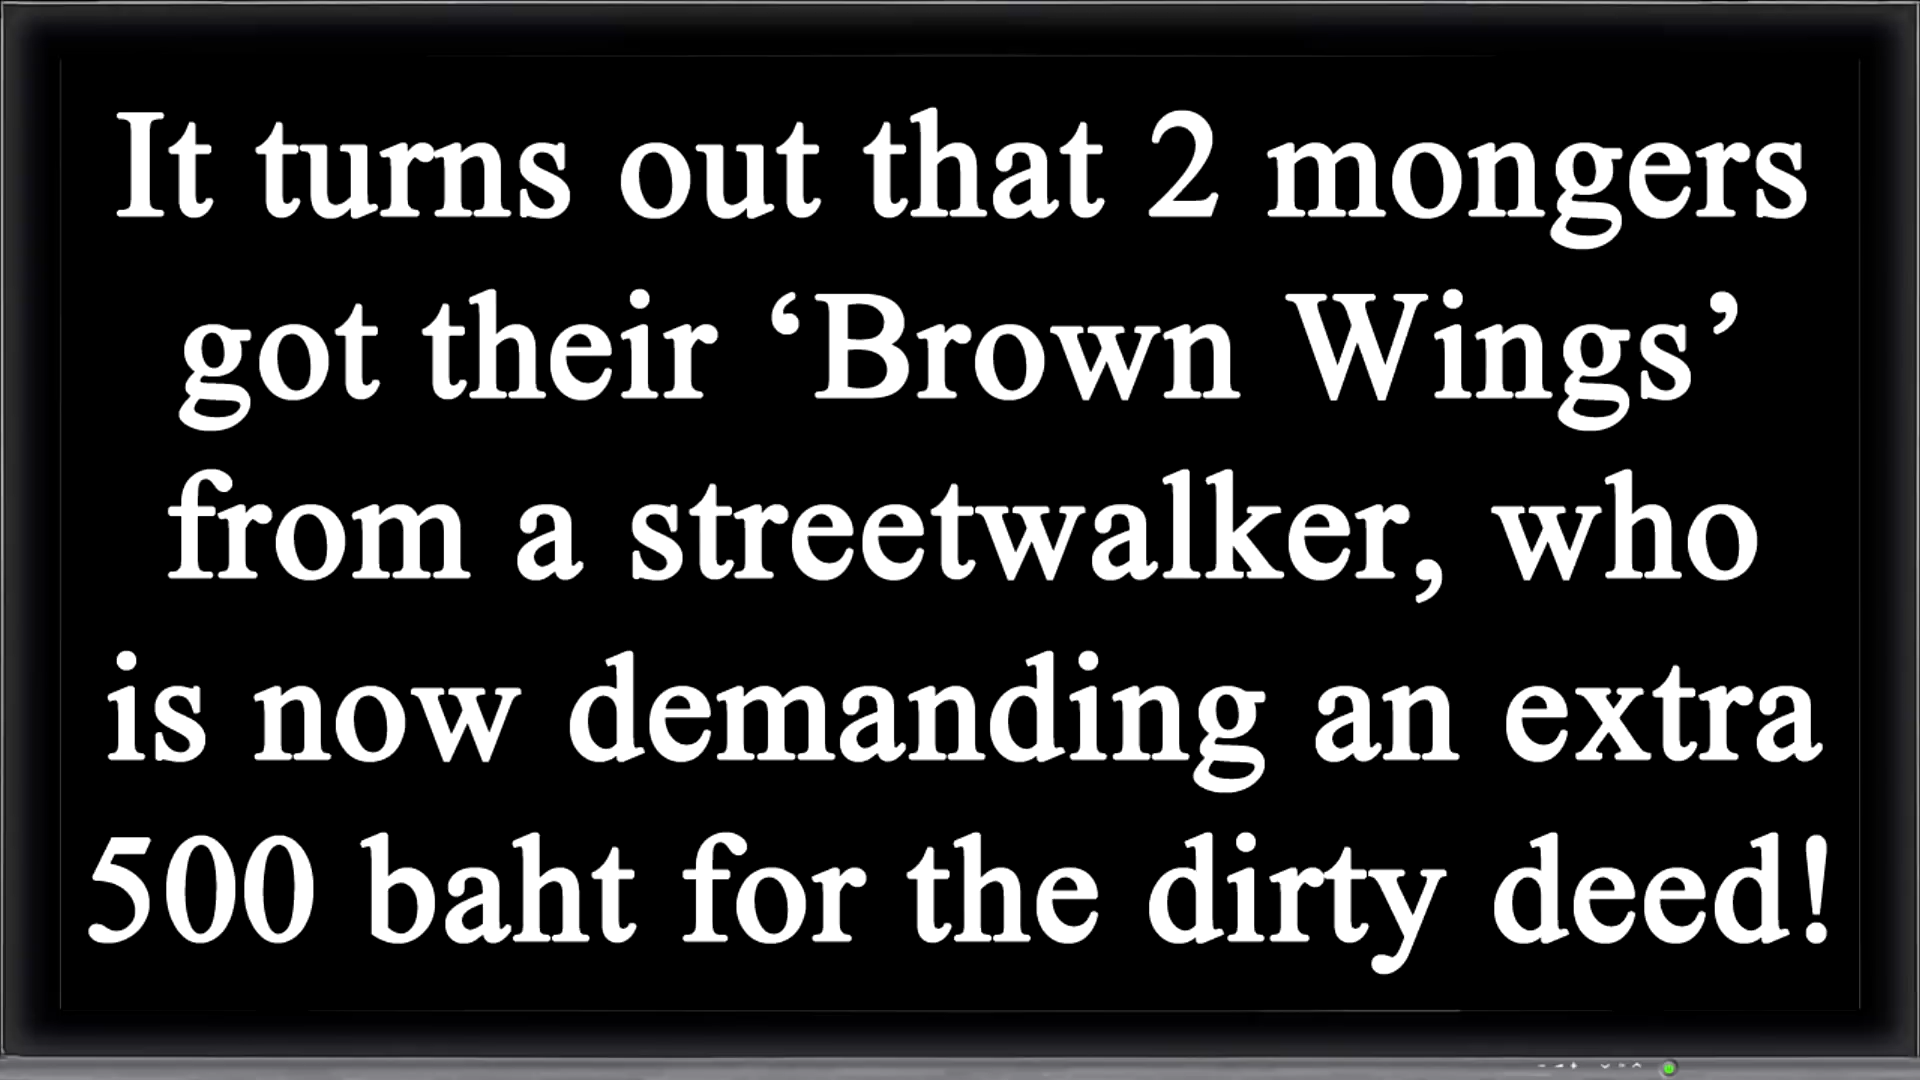 It turns out that 2 mongers
got their ‘Brown Wings’
from a streetwalker, who
is now demanding an extra
500 baht for the dirty deed!